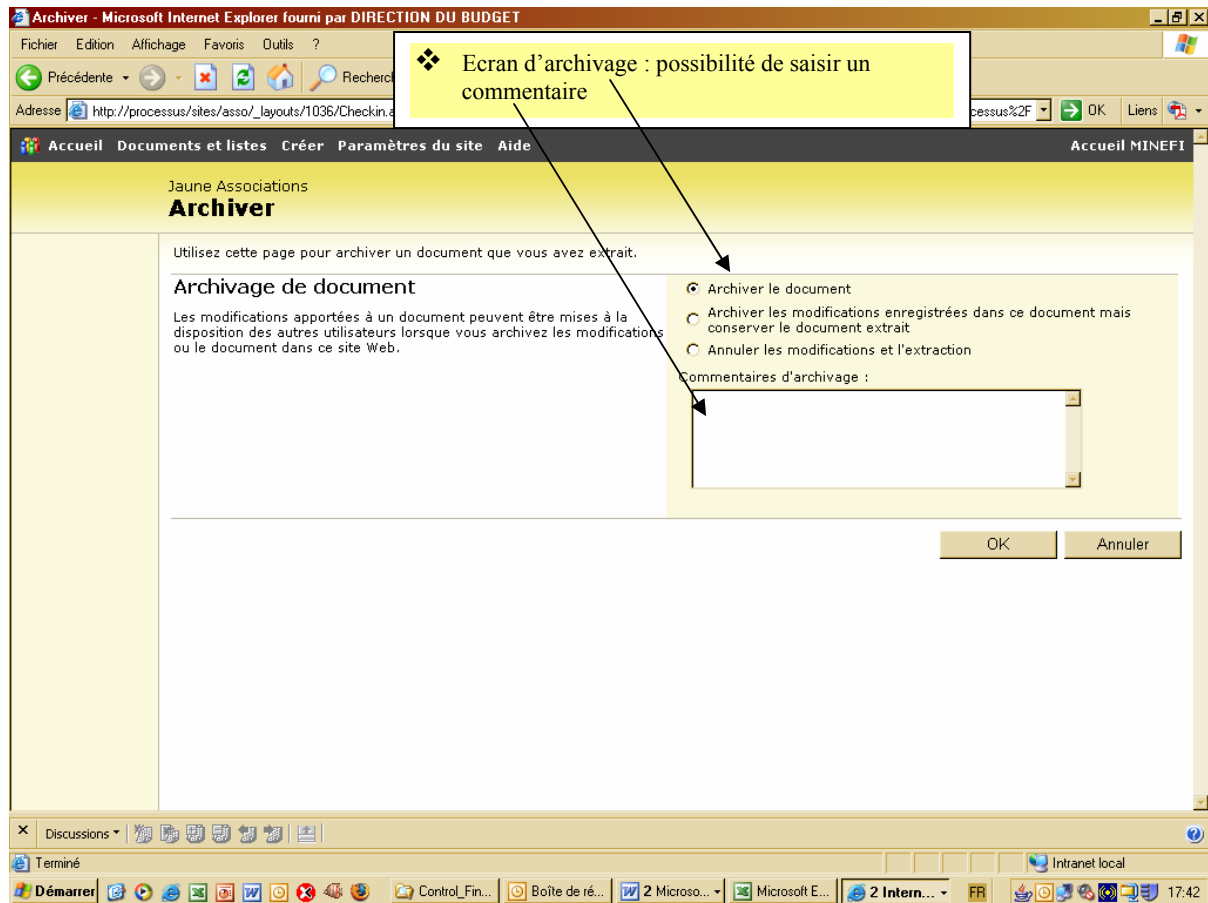 Archiver - Microsoft Internet Explorer fourni par DIRECTION DU BUDGET
Fichier Edition Affichage Favoris Outils ?
❖ Ecran d’archivage : possibilité de saisir un
commentaire
Précédente
Adresse http://processus/sites/asso/_layouts/1036/Checkin.a
cessus%2F OK Liens
Accueil Documents et listes Créer Paramètres du site Aide Accueil MINEFI
Jaune Associations
Archiver
Utilisez cette page pour archiver un document que vous avez extrait.
Archivage de document
Les modifications apportées à un document peuvent être mises à la
disposition des autres utilisateurs lorsque vous archivez les modifications
ou le document dans ce site Web.
Archiver le document
Archiver les modifications enregistrées dans ce document mais
conserver le document extrait
Annuler les modifications et l'extraction
Commentaires d'archivage :
OK Annuler
Discussions
Terminé Intranet local
Démarrer Control_Fin... Boîte de ré... 2 Microso... Microsoft E... 2 Intern... FR 17:42